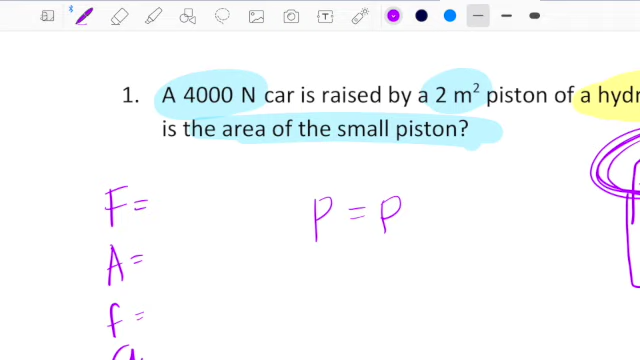 1. A 4000 N car is raised by a 2 m² piston of a hydr
is the area of the small piston?
F =
P = P
A =
f =
a